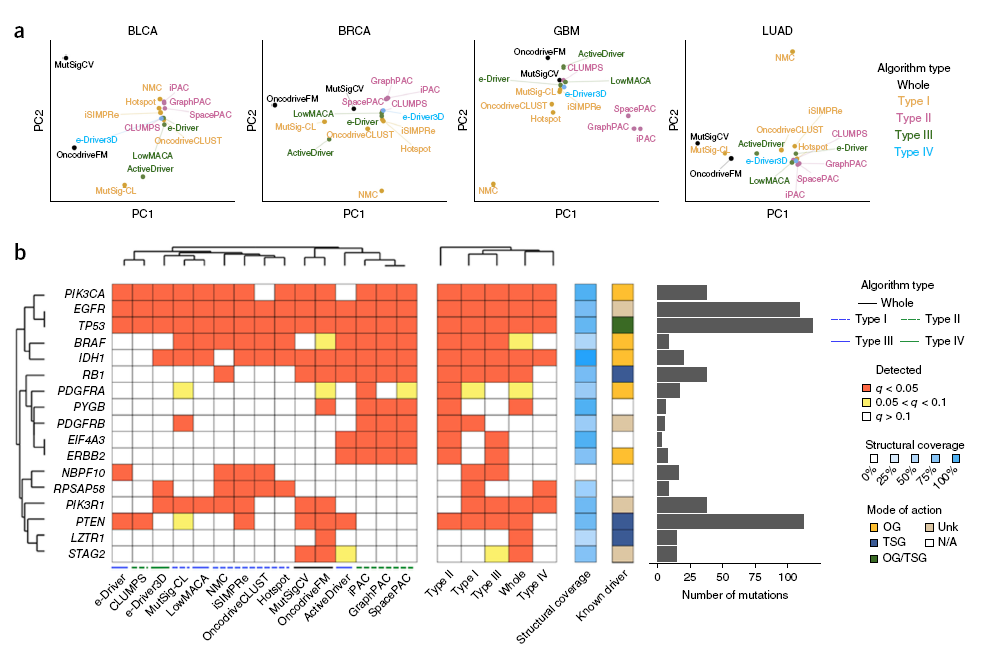 a
BLCA
BRCA
GBM
LUAD
PC2
MutSigCV
NMC
iPAC
Hotspot
GraphPAC
iSIMPRe
SpacePAC
CLUMPS
e-Driver
e-Driver3D
OncodriveCLUST
OncodriveFM
LowMACA
ActiveDriver
MutSig-CL
PC1
PC2
GraphPAC
MutSigCV
OncodriveFM
SpacePAC
CLUMPS
LowMACA
e-Driver3D
MutSig-CL
e-Driver
iSIMPRe
OncodriveCLUST
Hotspot
ActiveDriver
NMC
PC1
PC2
OncodriveFM
ActiveDriver
CLUMPS
MutSigCV
e-Driver
LowMACA
MutSig-CL
e-Driver3D
OncodriveCLUST
iSIMPRe
SpacePAC
Hotspot
GraphPAC
iPAC
NMC
PC1
PC2
NMC
iSIMPRe
OncodriveCLUST
MutSigCV
CLUMPS
ActiveDriver
Hotspot
e-Driver
MutSig-CL
e-Driver3D
GraphPAC
OncodriveFM
LowMACA
SpacePAC
iPAC
PC1
Algorithm type
Whole
Type I
Type II
Type III
Type IV
b
PIK3CA
EGFR
TP53
BRAF
IDH1
RB1
PDGFRA
PYGB
PDGFRB
EIF4A3
ERBB2
NBPF10
RPSAP58
PIK3R1
PTEN
LZTR1
STAG2
e-Driver
CLUMPS
e-Driver3D
MutSig-CL
LowMACA
NMC
iSIMPRe
OncodriveCLUST
Hotspot
MutSigCV
OncodriveFM
ActiveDriver
iPAC
GraphPAC
SpacePAC
Type II
Type I
Type III
Whole
Type IV
Structural coverage
Known driver
0 25 50 75 100
Number of mutations
Algorithm type
Whole
Type I Type II
Type III Type IV
Detected
q < 0.05
0.05 < q < 0.1
q > 0.1
Structural coverage
0% 25% 50% 75% 100%
Mode of action
OG Unk
TSG N/A
OG/TSG